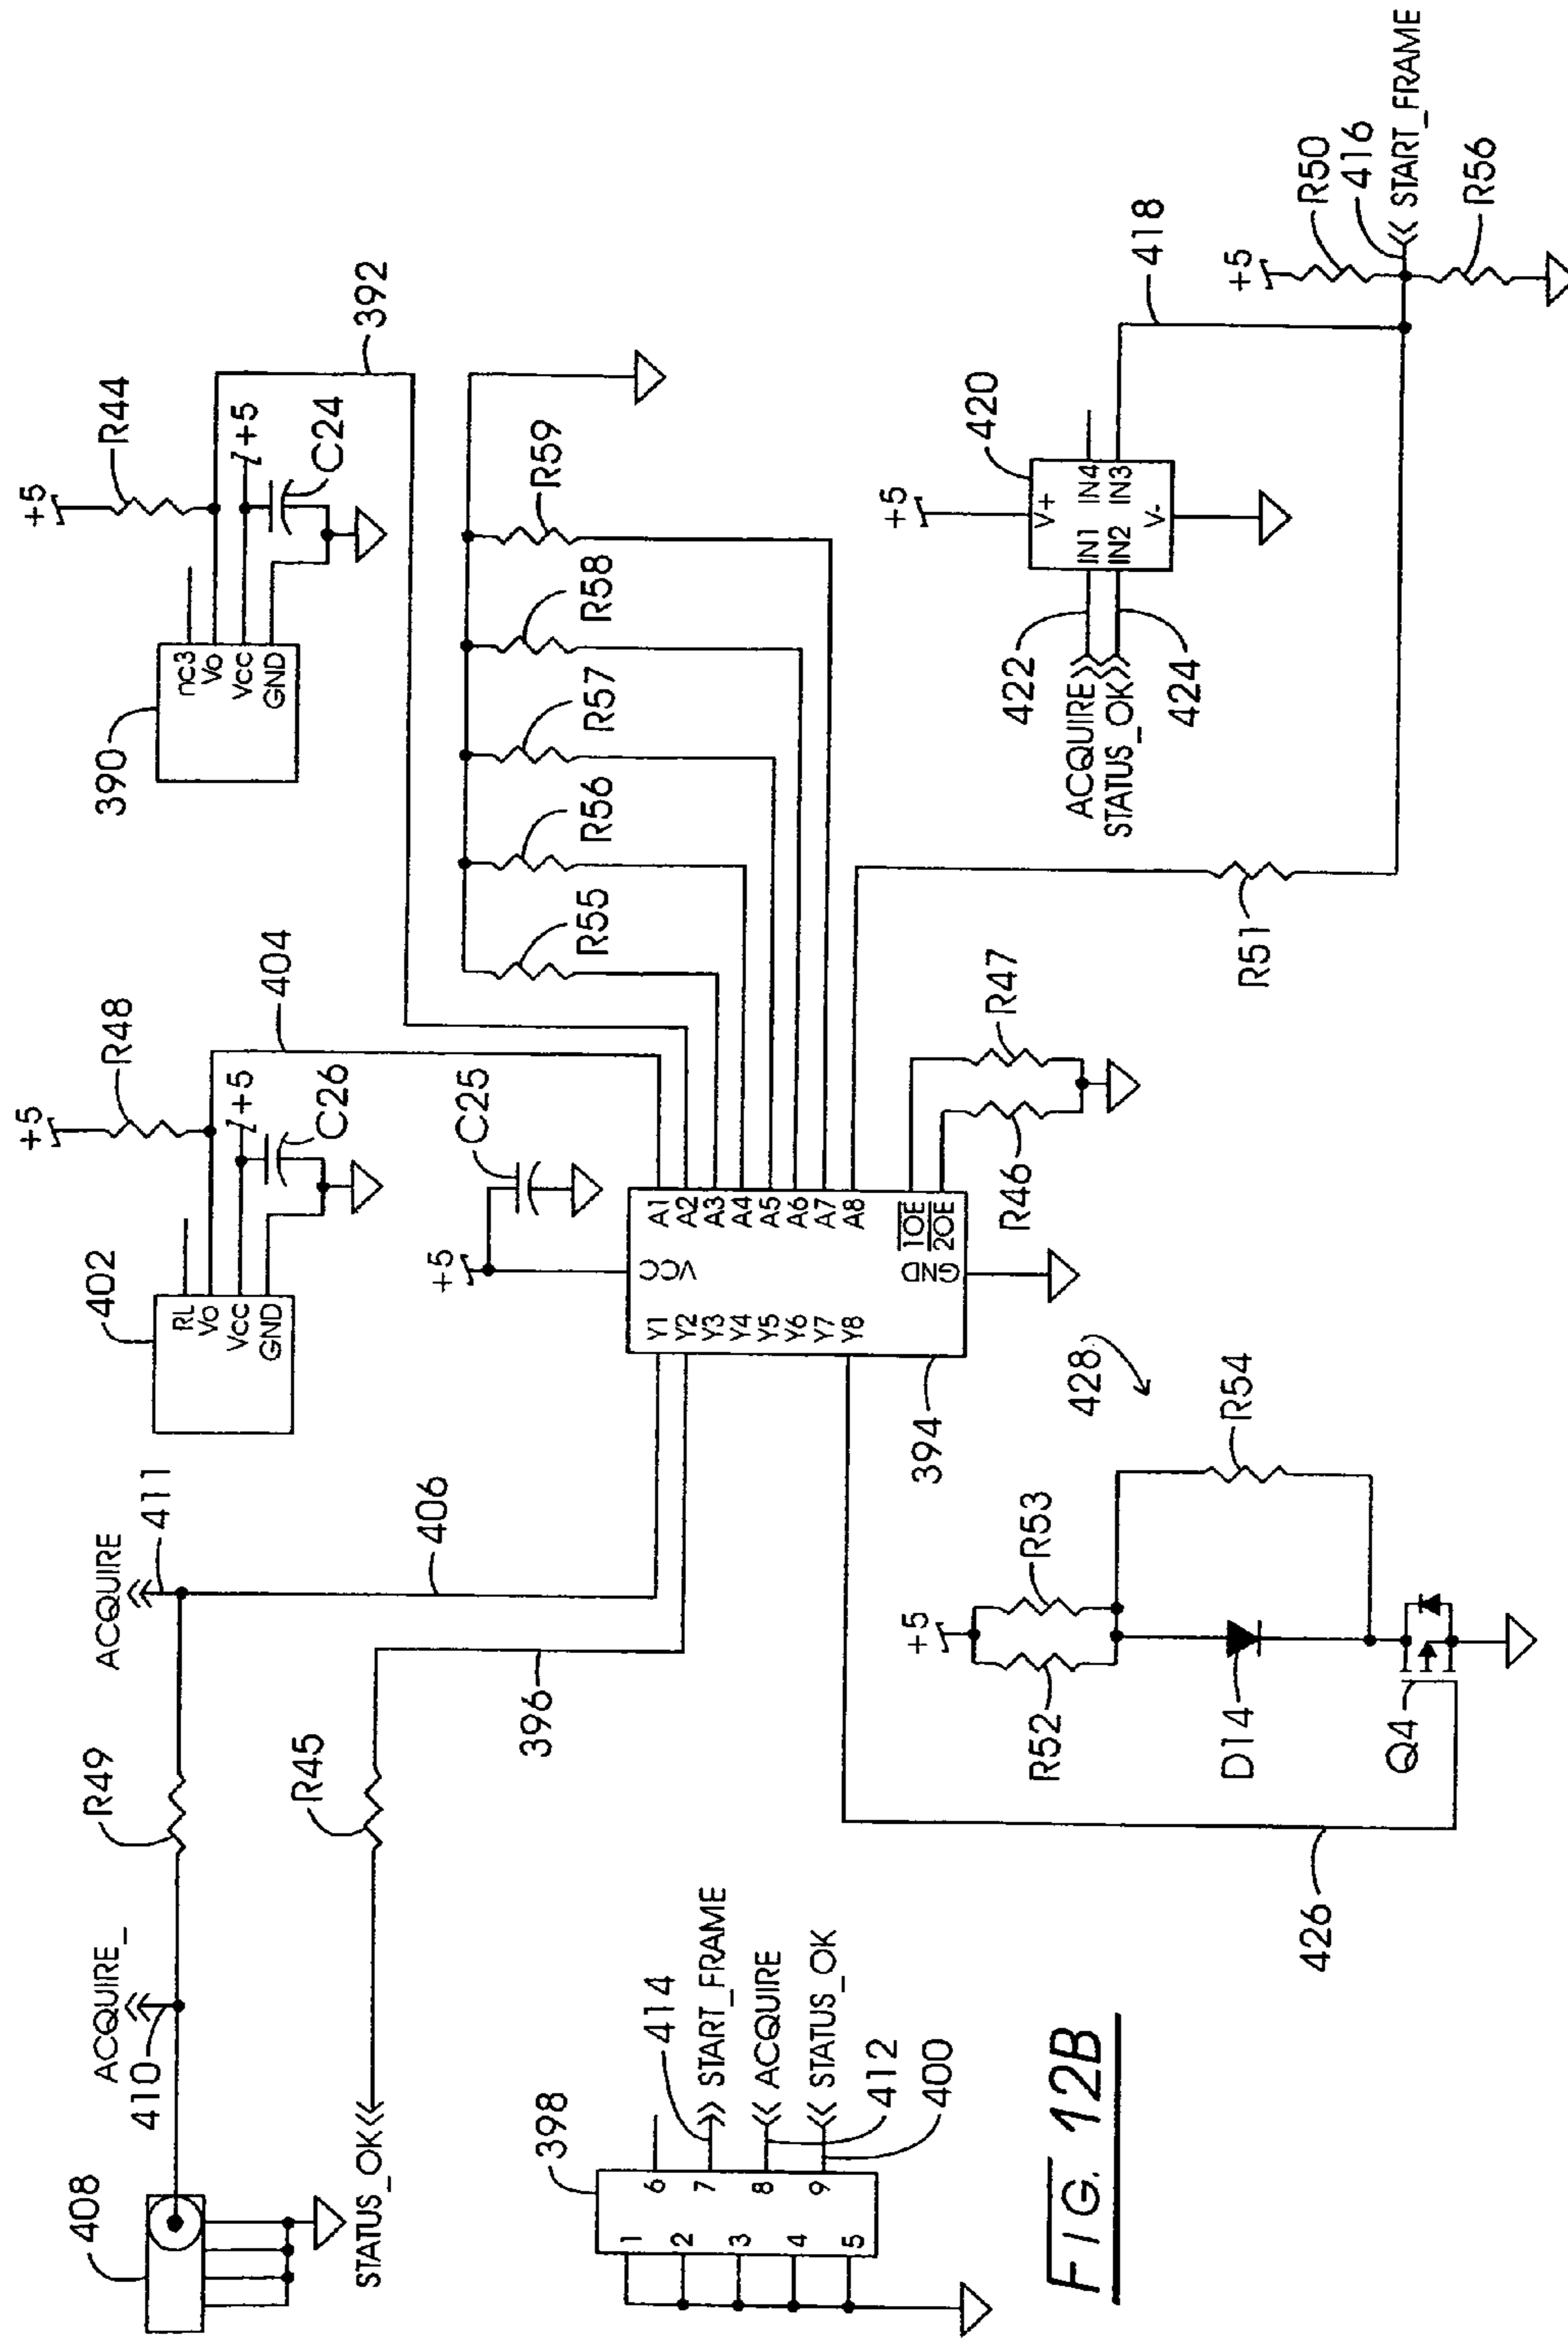 408
410
ACQUIRE_
R49
ACQUIRE
411
STATUS_OK
R45
396
406
402
RL
Vo
Vcc
GND
+5
R48
+5
C26
404
390
nc3
Vo
Vcc
GND
+5
R44
+5
C24
392
+5
C25
R55
R56
R57
R58
R59
Y1
Y2
Y3
Y4
Y5
Y6
Y7
Y8
VCC
GND
A1
A2
A3
A4
A5
A6
A7
A8
1OE
2OE
394
R46
R47
398
1
2
3
4
5
6
7
8
9
414
START_FRAME
ACQUIRE
STATUS_OK
412
400
426
+5
R52
R53
D14
R54
Q4
428
ACQUIRE
STATUS_OK
422
424
+5
420
V+
IN1
IN2
IN4
IN3
V-
418
R51
+5
R50
416
START_FRAME
R56
FIG. 12B